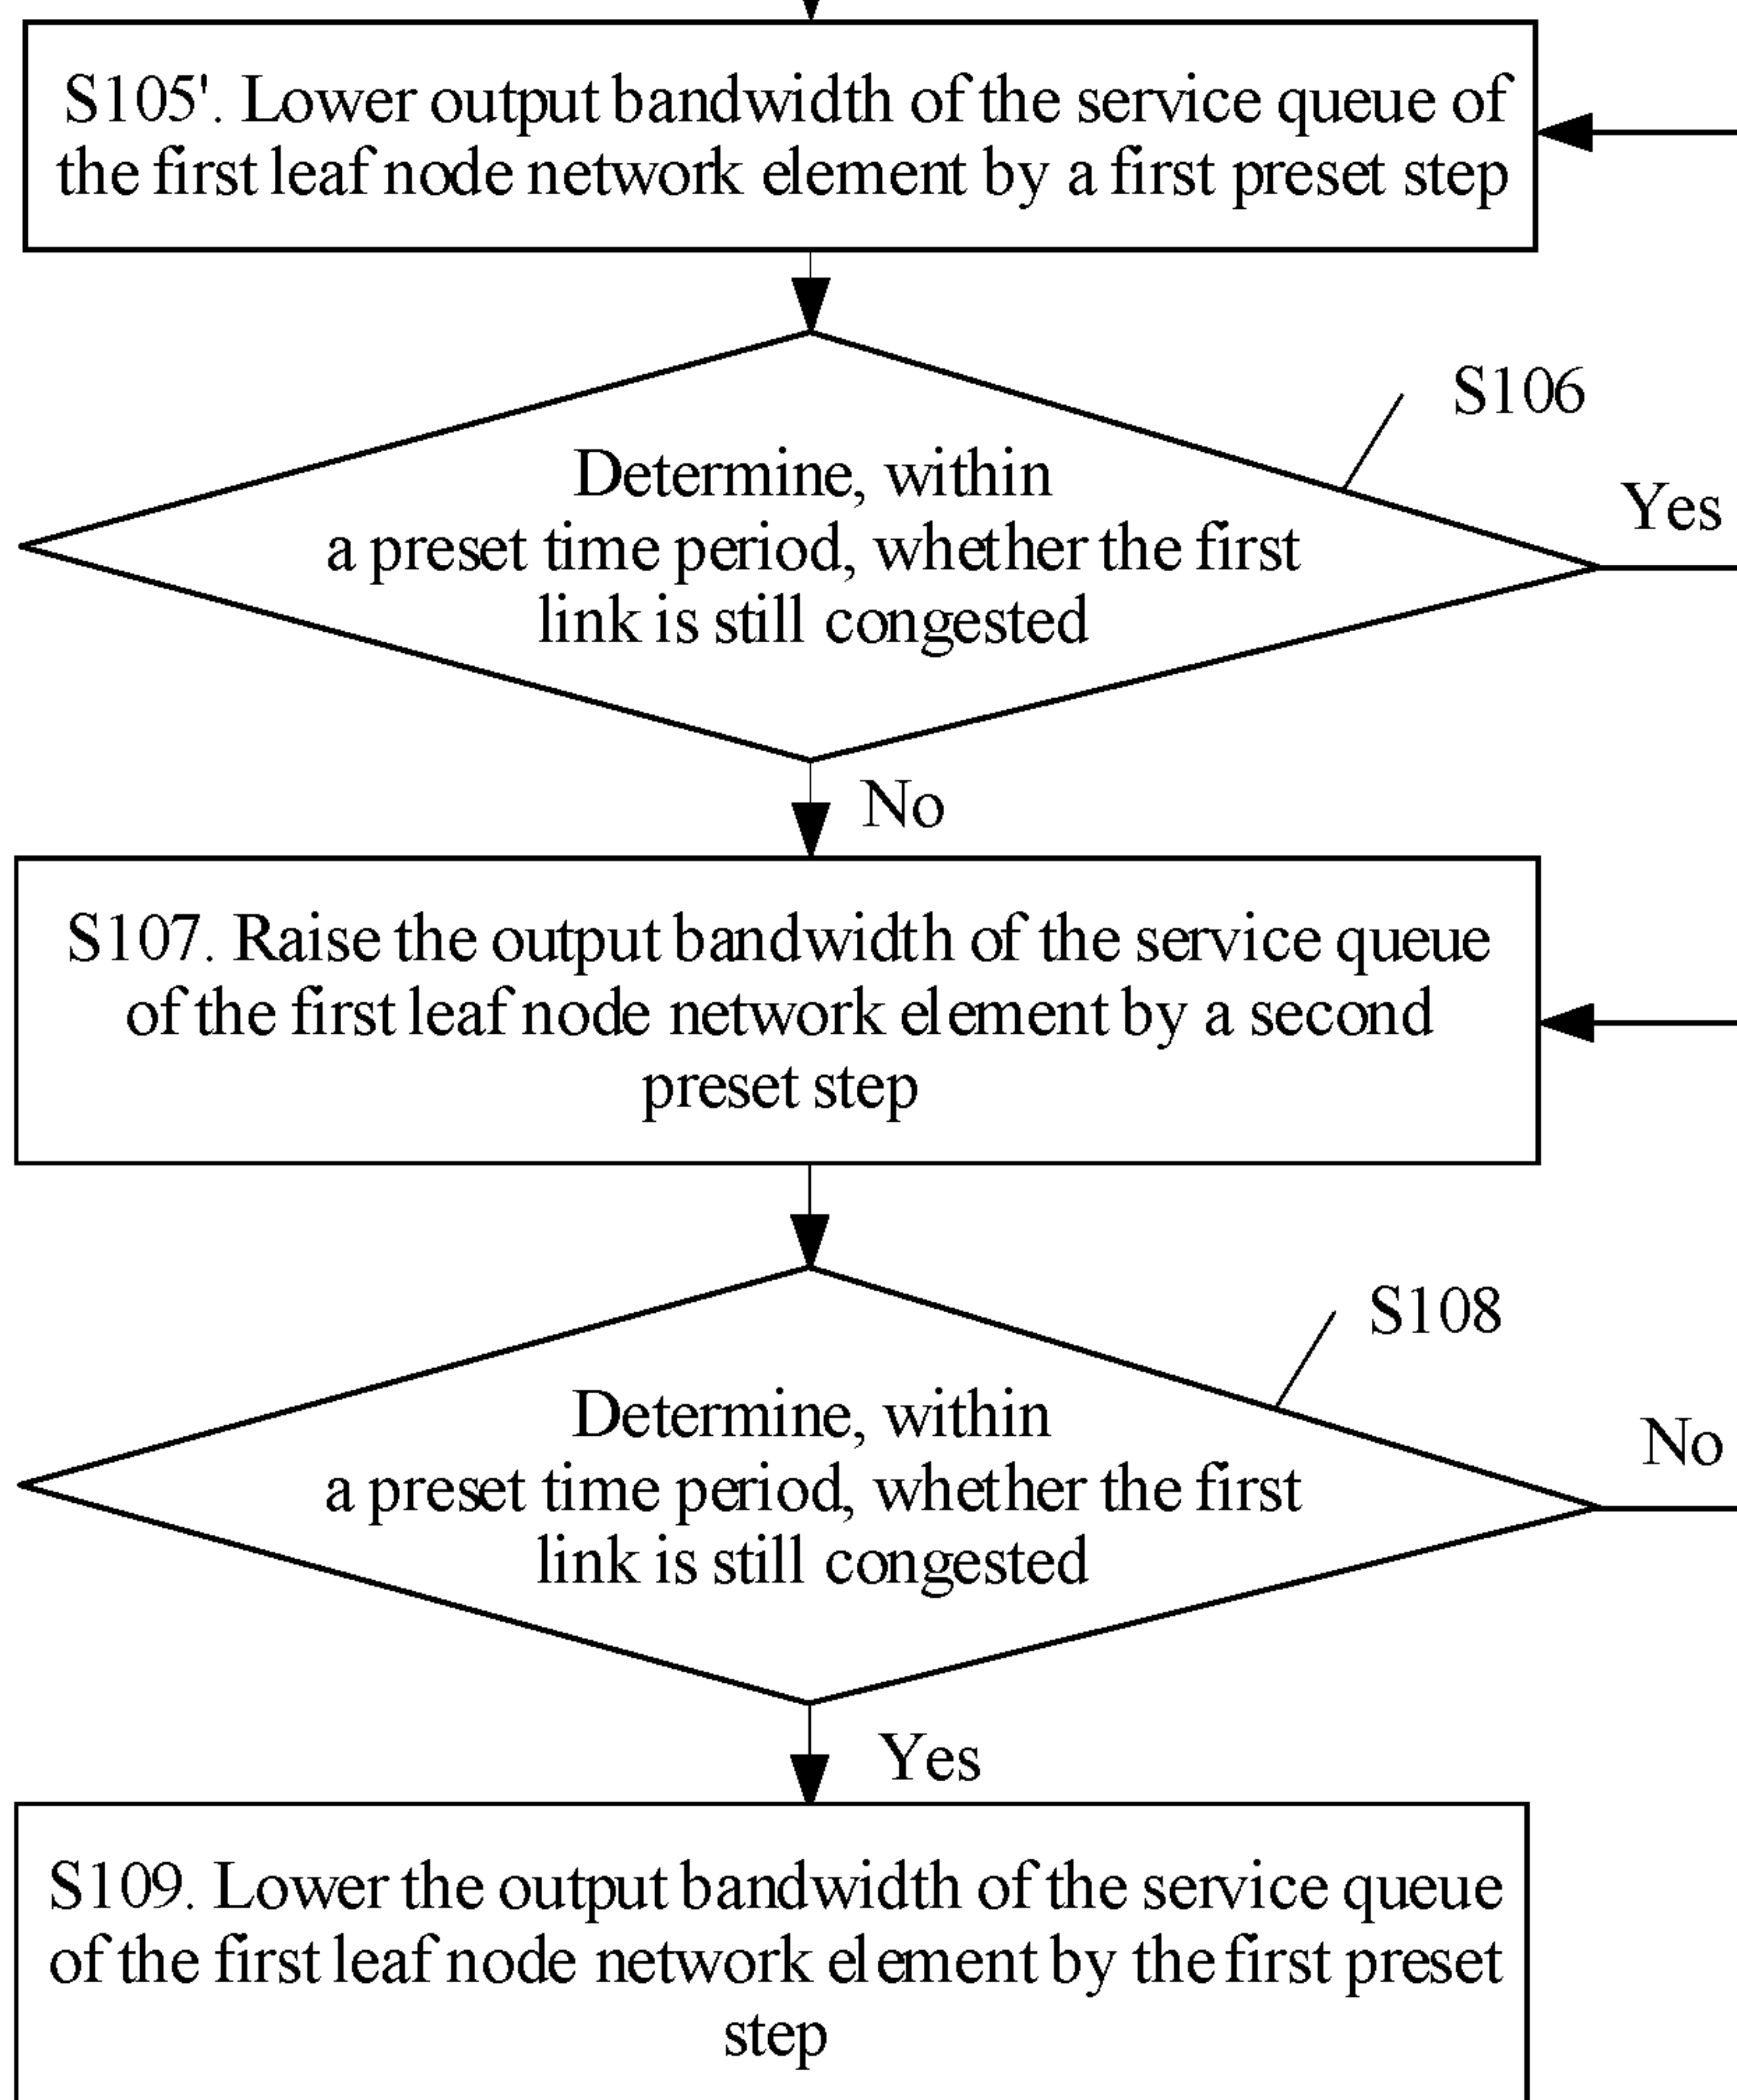 S105'. Lower output bandwidth of the service queue of
the first leaf node network element by a first preset step
S106
Determine, within
a preset time period, whether the first
link is still congested
Yes
No
S107. Raise the output bandwidth of the service queue
of the first leaf node network element by a second
preset step
S108
Determine, within
a preset time period, whether the first
link is still congested
No
Yes
S109. Lower the output bandwidth of the service queue
of the first leaf node network element by the first preset
step